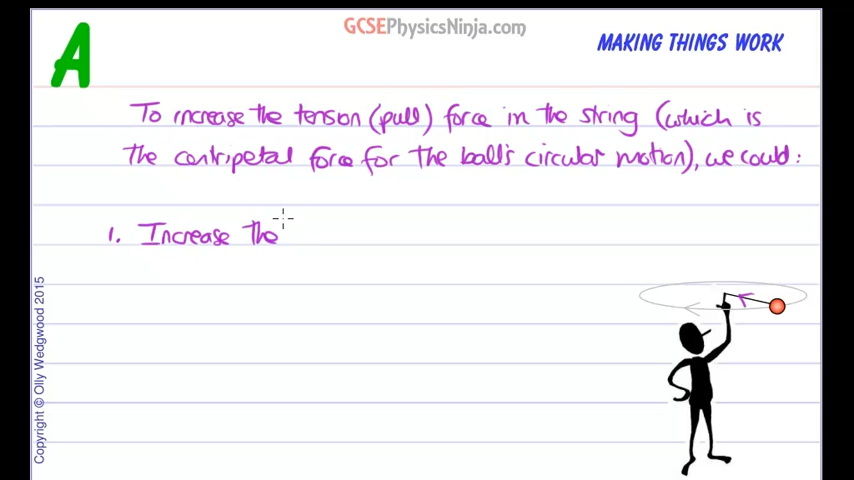 GCSEPhysicsNinja.com
A
MAKING THINGS WORK
To increase the tension (pull) force in the string (which is
the centripetal force for the ball's circular motion), we could:
1. Increase the
Copyright © Olly Wedgwood 2015